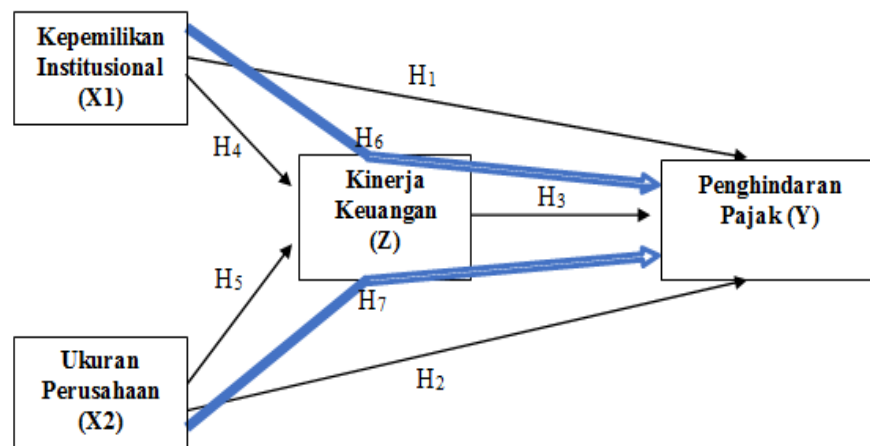 Kepemilikan
Institusional
(X1)
H1
H4
H6
Kinerja
Keuangan
(Z)
H3
Penghindaran
Pajak (Y)
H5
H7
Ukuran
Perusahaan
(X2)
H2